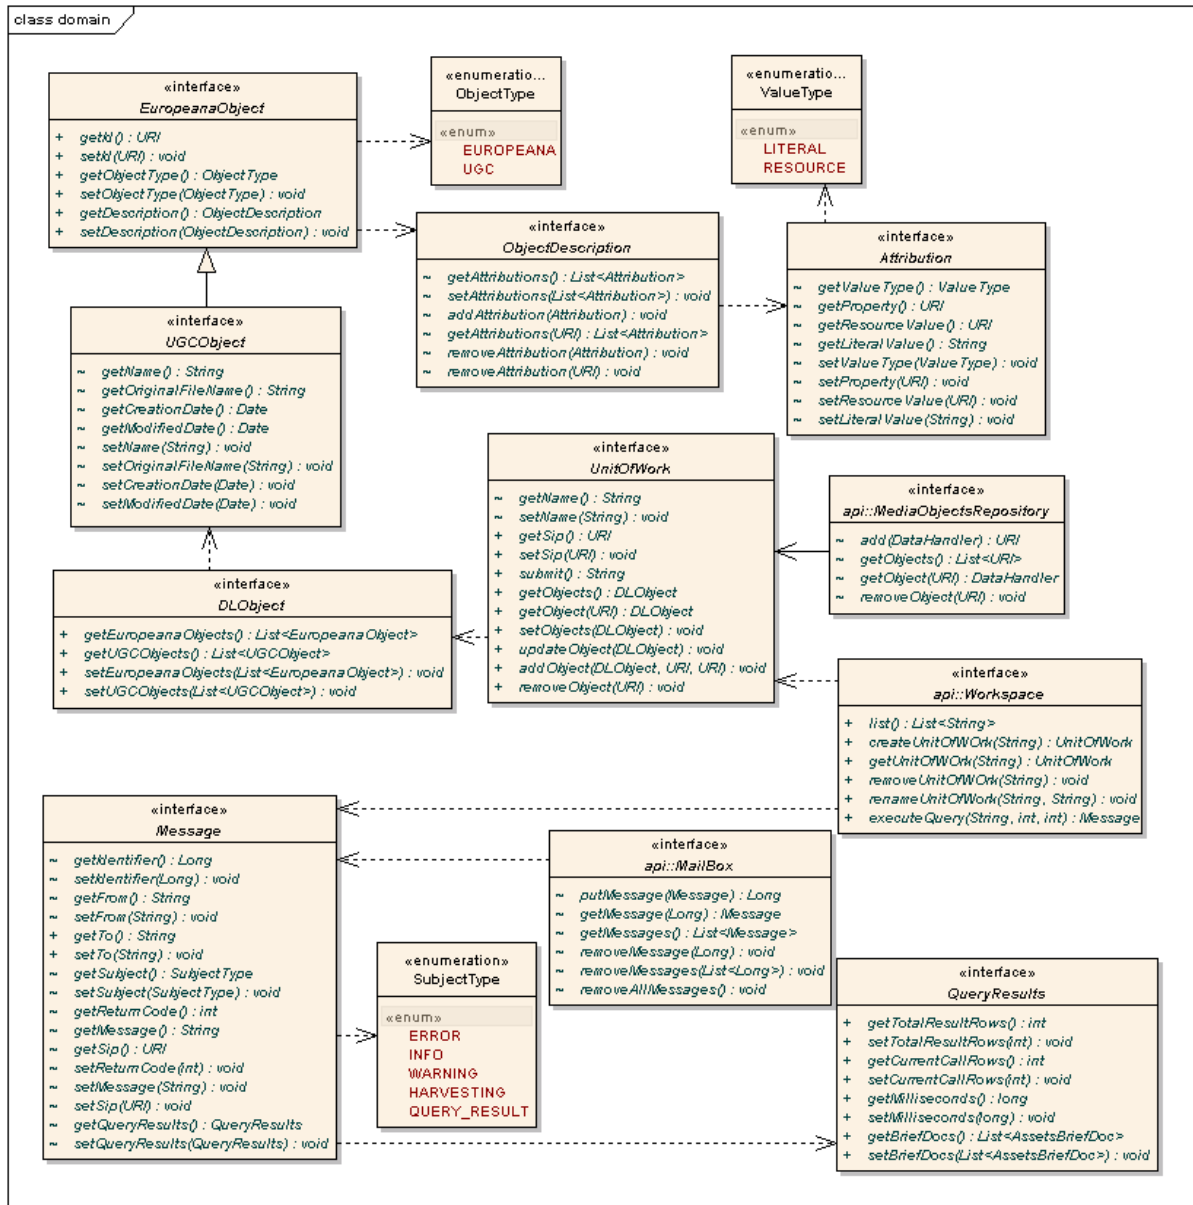 class domain
«interface»
EuropeanaObject
+ getId() : URI
+ setId(URI) : void
+ getObjectType() : ObjectType
+ setObjectType(ObjectType) : void
+ getDescription() : ObjectDescription
+ setDescription(ObjectDescription) : void
«enumeratio...
ObjectType
«enum»
EUROPEANA
UGC
«enumeratio...
ValueType
«enum»
LITERAL
RESOURCE
«interface»
ObjectDescription
~ getAttributions() : List<Attribution>
~ setAttributions(List<Attribution>) : void
~ addAttribution(Attribution) : void
~ getAttributions(URI) : List<Attribution>
~ removeAttribution(Attribution) : void
~ removeAttribution(URI) : void
«interface»
Attribution
~ getValueType() : ValueType
~ getProperty() : URI
~ getResourceValue() : URI
~ getLiteralValue() : String
~ setValueType(ValueType) : void
~ setProperty(URI) : void
~ setResourceValue(URI) : void
~ setLiteralValue(String) : void
«interface»
UGCObject
~ getName() : String
~ getOriginalFileName() : String
~ getCreationDate() : Date
~ getModifiedDate() : Date
~ setName(String) : void
~ setOriginalFileName(String) : void
~ setCreationDate(Date) : void
~ setModifiedDate(Date) : void
«interface»
UnitOfWork
~ getName() : String
~ setName(String) : void
+ getSip() : URI
+ setSip(URI) : void
+ submit() : String
+ getObjects() : DLObject
+ getObject(URI) : DLObject
+ setObjects(DLObject) : void
+ updateObject(DLObject) : void
+ addObject(DLObject, URI, URI) : void
+ removeObject(URI) : void
«interface»
api::MediaObjectsRepository
~ add(DataHandler) : URI
~ getObjects() : List<URI>
~ getObject(URI) : DataHandler
~ removeObject(URI) : void
«interface»
DLObject
+ getEuropeanaObjects() : List<EuropeanaObject>
+ getUGCObjects() : List<UGCObject>
+ setEuropeanaObjects(List<EuropeanaObject>) : void
+ setUGCObjects(List<UGCObject>) : void
«interface»
api::Workspace
+ list() : List<String>
+ createUnitOfWOrk(String) : UnitOfWork
+ getUnitOfWOrk(String) : UnitOfWork
+ removeUnitOfWOrk(String) : void
+ renameUnitOfWork(String, String) : void
+ executeQuery(String, int, int) : Message
«interface»
Message
~ getIdentifier() : Long
~ setIdentifier(Long) : void
+ getFrom() : String
+ setFrom(String) : void
+ getTo() : String
+ setTo(String) : void
~ getSubject() : SubjectType
~ setSubject(SubjectType) : void
~ getReturnCode() : int
~ getMessage() : String
~ getSip() : URI
~ setReturnCode(int) : void
~ setMessage(String) : void
~ setSip(URI) : void
~ getQueryResults() : QueryResults
~ setQueryResults(QueryResults) : void
«interface»
api::MailBox
~ putMessage(Message) : Long
~ getMessage(Long) : Message
~ getMessages() : List<Message>
~ removeMessage(Long) : void
~ removeMessages(List<Long>) : void
~ removeAllMessages() : void
«enumeration»
SubjectType
«enum»
ERROR
INFO
WARNING
HARVESTING
QUERY_RESULT
«interface»
QueryResults
+ getTotalResultRows() : int
+ setTotalResultRows(int) : void
+ getCurrentCallRows() : int
+ setCurrentCallRows(int) : void
+ getMilliseconds() : long
+ setMilliseconds(long) : void
+ getBriefDocs() : List<AssetsBriefDoc>
+ setBriefDocs(List<AssetsBriefDoc>) : void